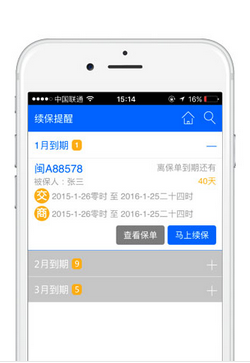 中国联通 15:14 16%
续保提醒
1月到期 1
闽A88578 离保单到期还有
被保人：张三 40天
交 2015-1-26零时 至 2016-1-25二十四时
商 2015-1-26零时 至 2016-1-25二十四时
查看保单 马上续保
2月到期 9
3月到期 5